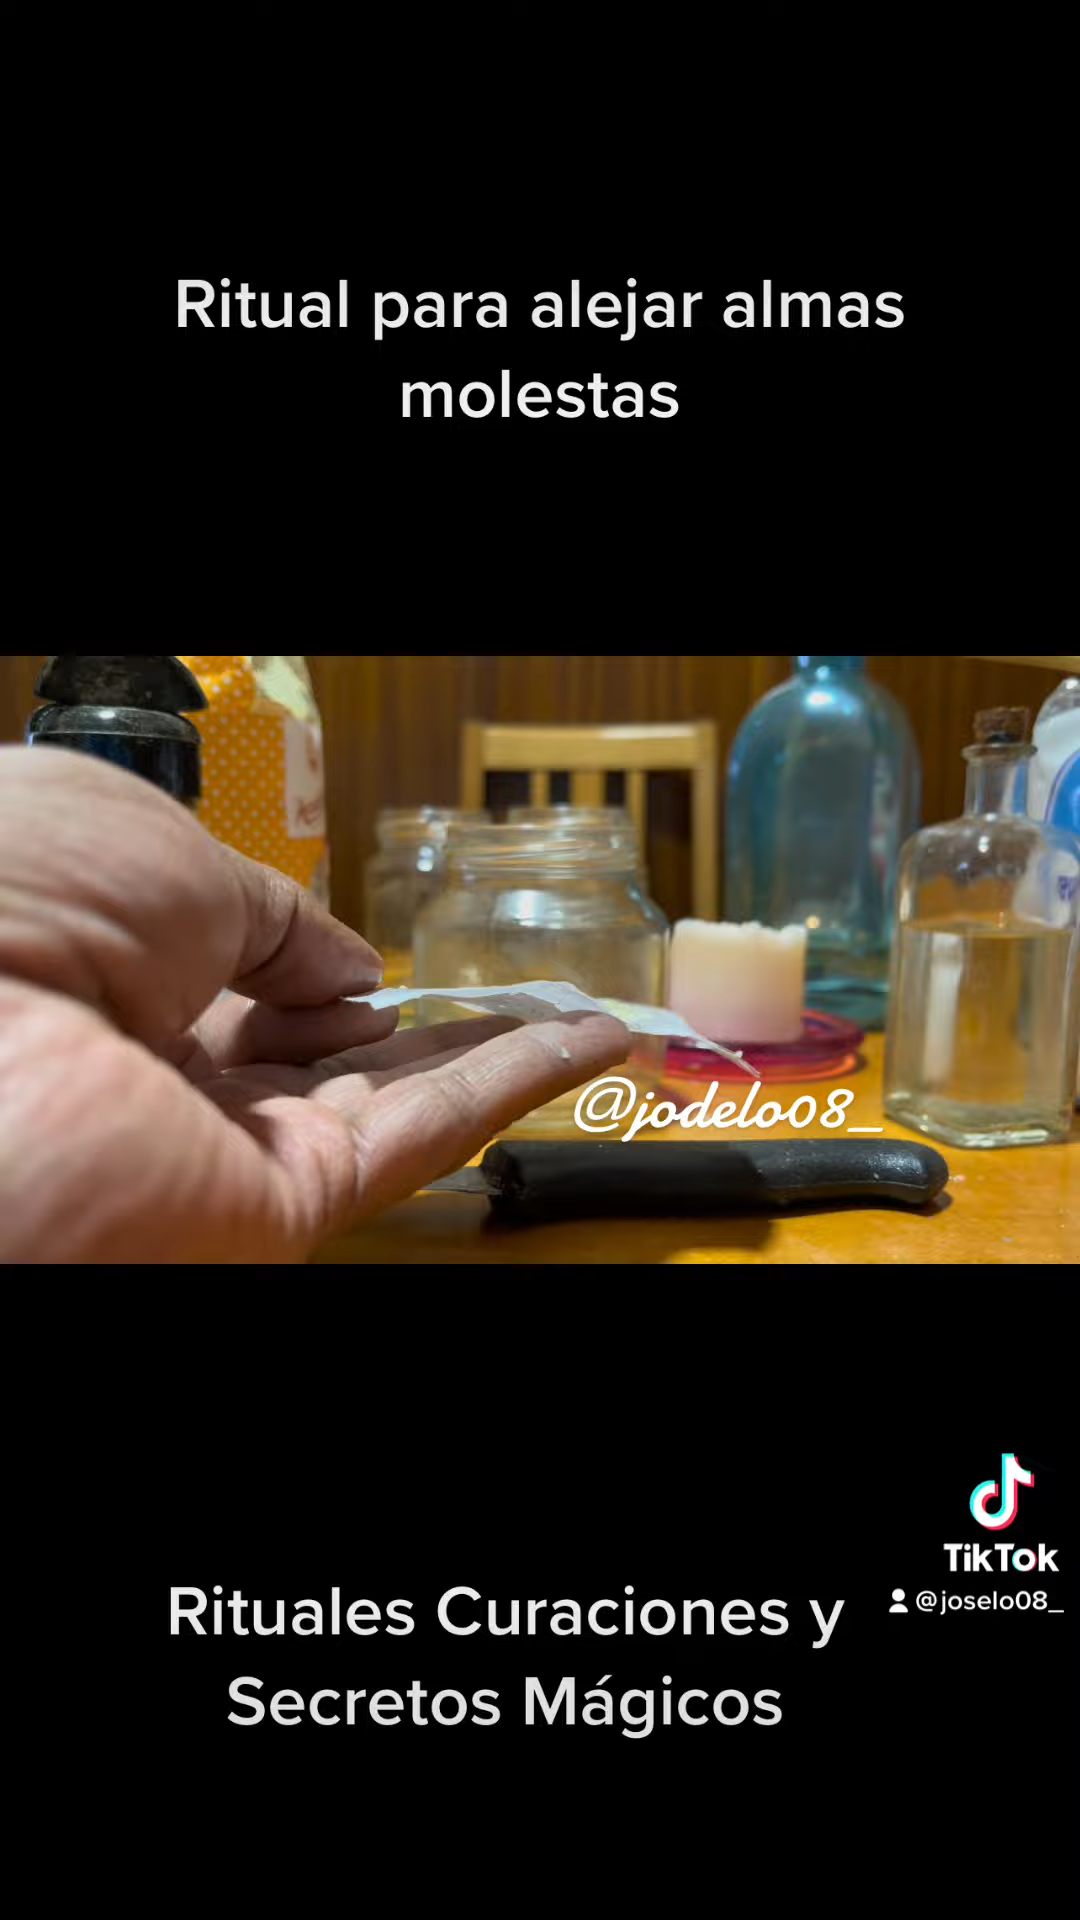 Ritual para alejar almas
molestas
@jodelo08_
TikTok
@joselo08_
Rituales Curaciones y
Secretos Mágicos